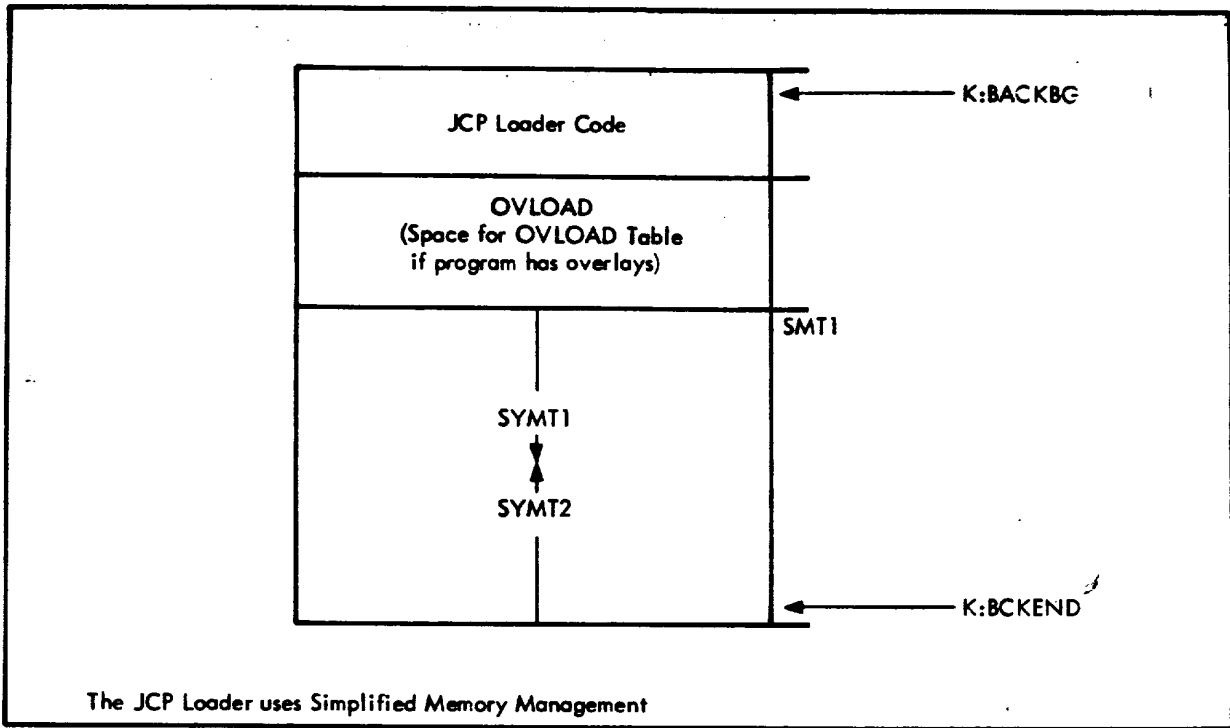 K:BACKBG
JCP Loader Code
OVLOAD
(Space for OVLOAD Table
if program has overlays)
SMT1
SYMT1
SYMT2
K:BCKEND
The JCP Loader uses Simplified Memory Management